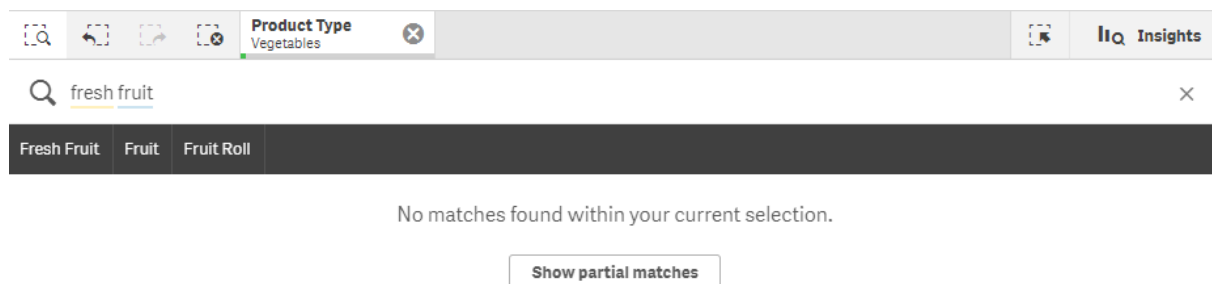 Product Type
Vegetables
Insights
fresh fruit
Fresh Fruit Fruit Fruit Roll
No matches found within your current selection.
Show partial matches